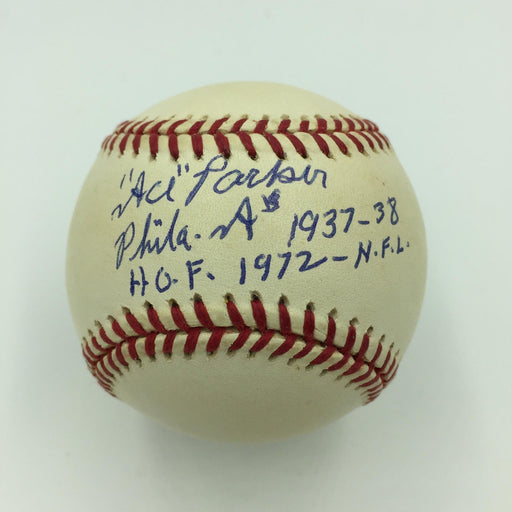 "Ace" Parker
Phila. A's 1937-38
H.O.F. 1972 - N.F.L.